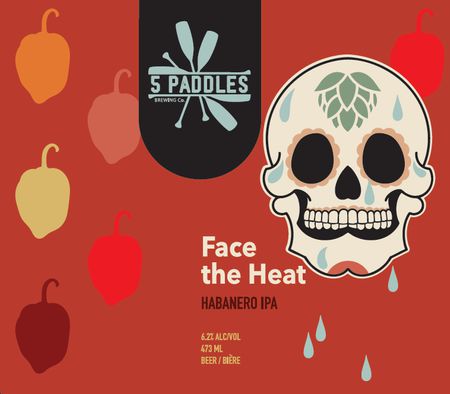 5 PADDLES
BREWING Co.
Face
the Heat
HABANERO IPA
6.2% ALC/VOL
473 ML
BEER / BIÈRE